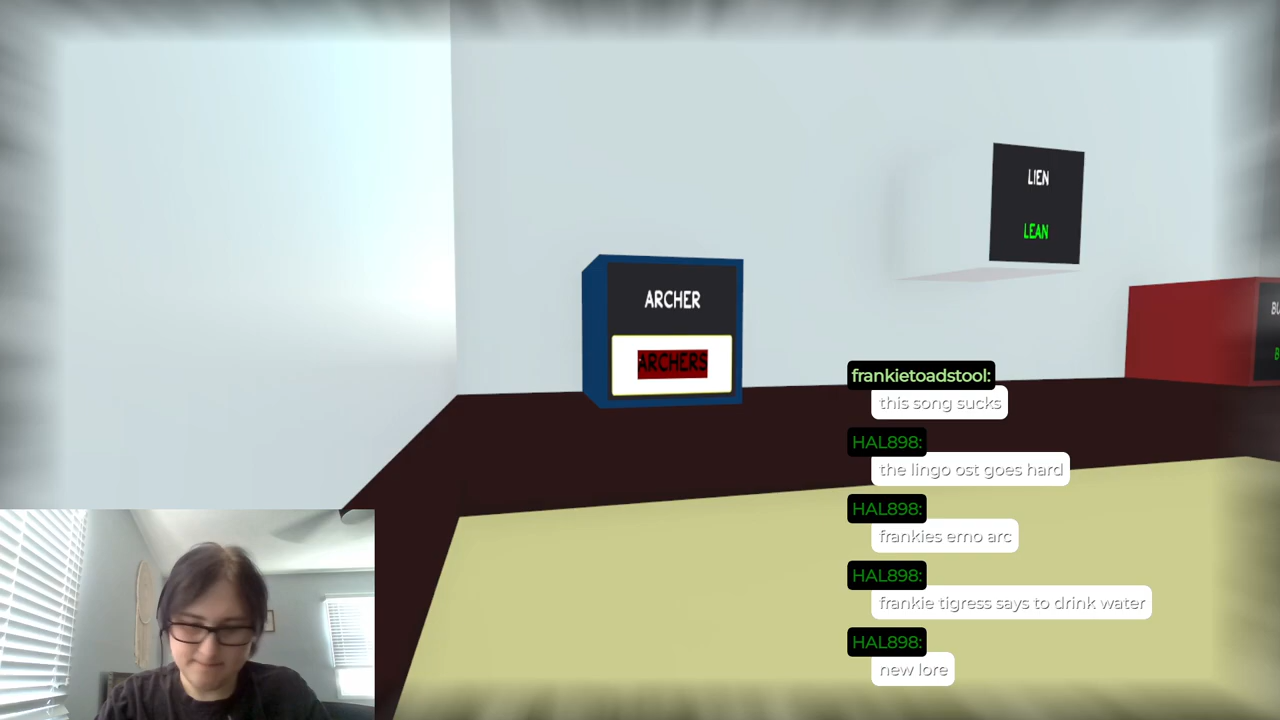 LIEN
LEAN
ARCHER
ARCHERS
frankietoadstool:
this song sucks
HAL898:
the lingo ost goes hard
HAL898:
frankies emo arc
HAL898:
frankie tigress says to drink water
HAL898:
new lore